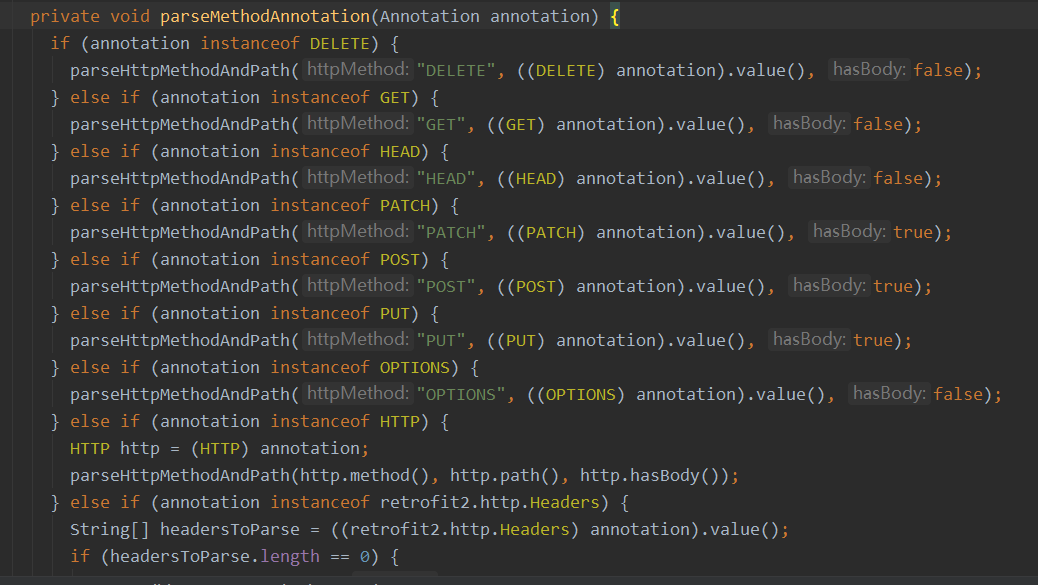 private void parseMethodAnnotation(Annotation annotation) {
if (annotation instanceof DELETE) {
parseHttpMethodAndPath( httpMethod: "DELETE", ((DELETE) annotation).value(), hasBody: false);
} else if (annotation instanceof GET) {
parseHttpMethodAndPath( httpMethod: "GET", ((GET) annotation).value(), hasBody: false);
} else if (annotation instanceof HEAD) {
parseHttpMethodAndPath( httpMethod: "HEAD", ((HEAD) annotation).value(), hasBody: false);
} else if (annotation instanceof PATCH) {
parseHttpMethodAndPath( httpMethod: "PATCH", ((PATCH) annotation).value(), hasBody: true);
} else if (annotation instanceof POST) {
parseHttpMethodAndPath( httpMethod: "POST", ((POST) annotation).value(), hasBody: true);
} else if (annotation instanceof PUT) {
parseHttpMethodAndPath( httpMethod: "PUT", ((PUT) annotation).value(), hasBody: true);
} else if (annotation instanceof OPTIONS) {
parseHttpMethodAndPath( httpMethod: "OPTIONS", ((OPTIONS) annotation).value(), hasBody: false);
} else if (annotation instanceof HTTP) {
HTTP http = (HTTP) annotation;
parseHttpMethodAndPath(http.method(), http.path(), http.hasBody());
} else if (annotation instanceof retrofit2.http.Headers) {
String[] headersToParse = ((retrofit2.http.Headers) annotation).value();
if (headersToParse.length == 0) {